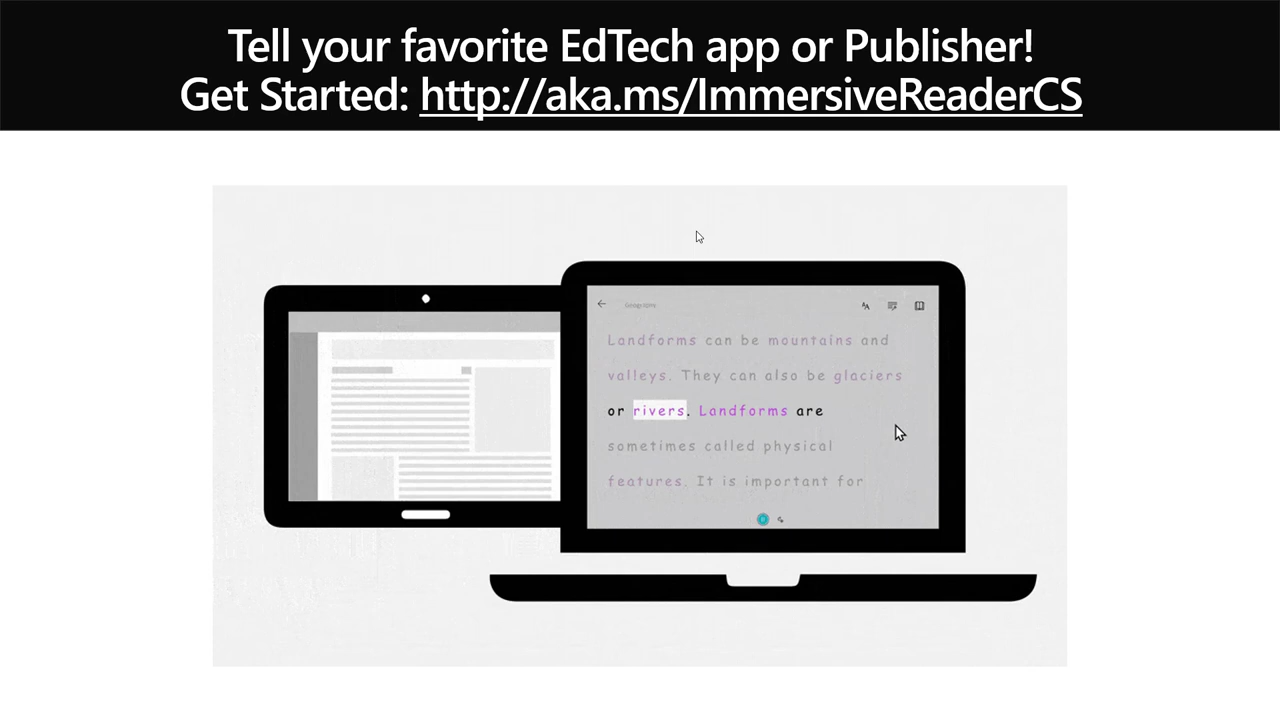 Tell your favorite EdTech app or Publisher!
Get Started: http://aka.ms/ImmersiveReaderCS
Landforms can be mountains and
valleys. They can also be glaciers
or rivers. Landforms are
sometimes called physical
features. It is important for